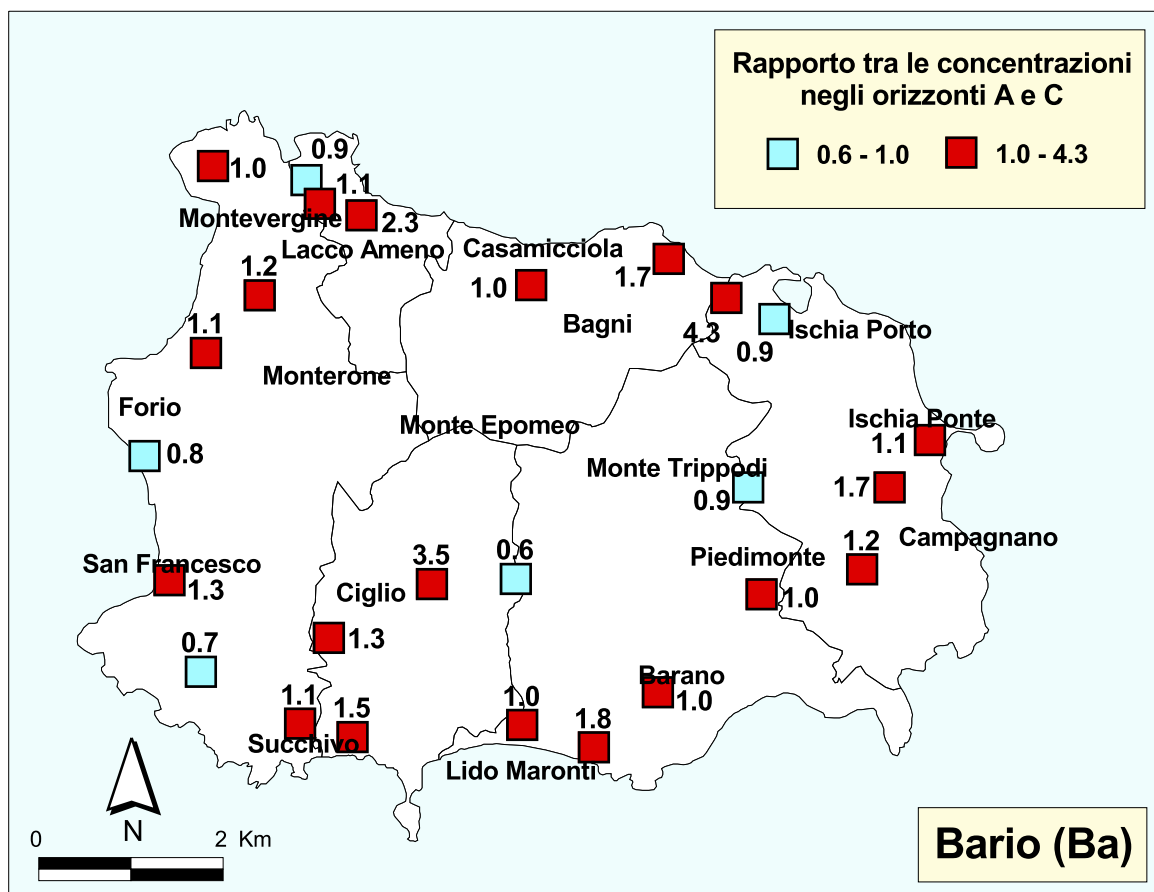 Rapporto tra le concentrazioni
negli orizzonti A e C
0.6 - 1.0
1.0 - 4.3
0.9
1.0
1.1
Montevergine
2.3
Lacco Ameno
Casamicciola
1.2
1.0
1.7
Bagni
4.3
Ischia Porto
1.1
0.9
Monterone
Forio
Monte Epomeo
Ischia Ponte
1.1
0.8
Monte Trippodi
0.9
1.7
Campagnano
San Francesco
1.3
3.5
0.6
Piedimonte
1.2
Ciglio
1.0
1.3
0.7
Barano
1.0
1.1
1.5
1.0
1.8
Succhivo
Lido Maronti
N
0 2 Km
Bario (Ba)